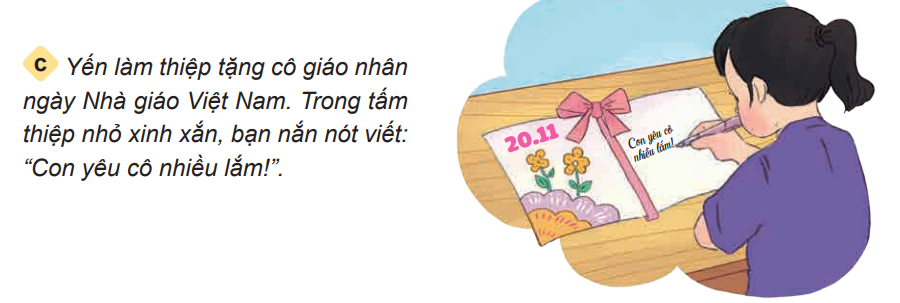 C Yến làm thiệp tặng cô giáo nhân
ngày Nhà giáo Việt Nam. Trong tấm
thiệp nhỏ xinh xắn, bạn nắn nót viết:
“Con yêu cô nhiều lắm!”.
20.11
Con yêu cô
nhiều lắm!